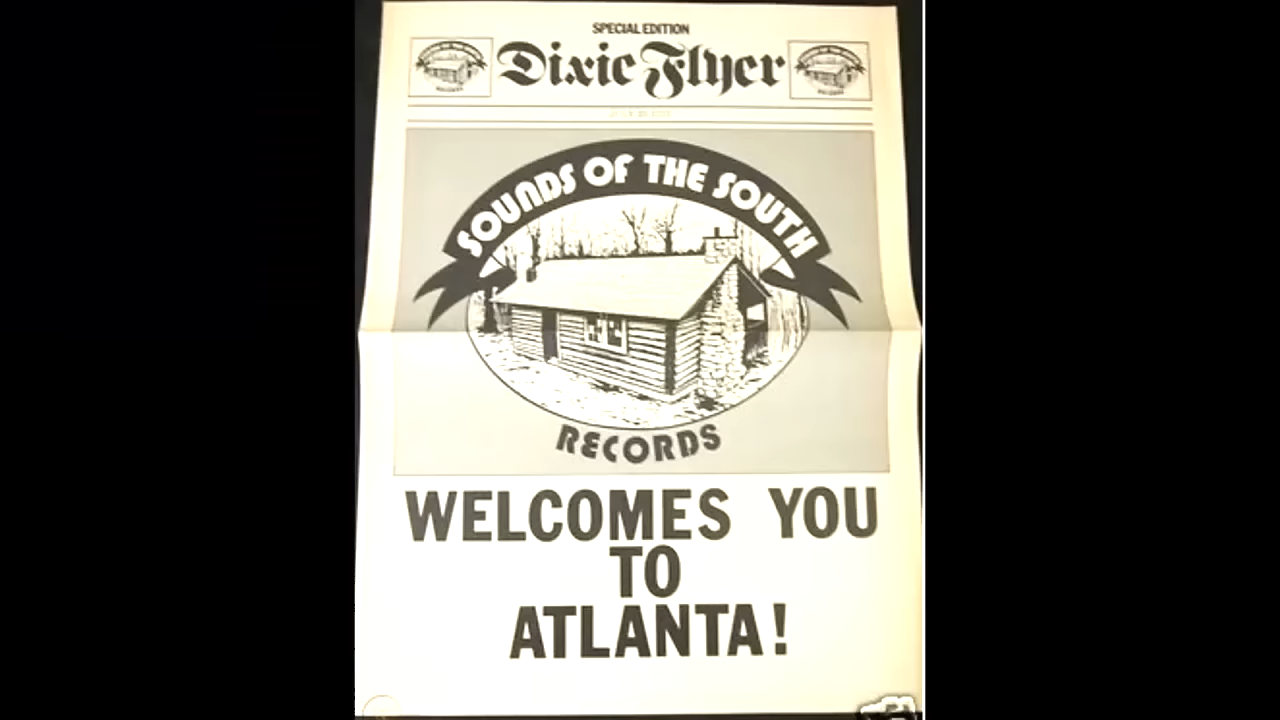 SPECIAL EDITION
Dixie Flyer
SOUNDS OF THE SOUTH
RECORDS
WELCOMES YOU
TO
ATLANTA!